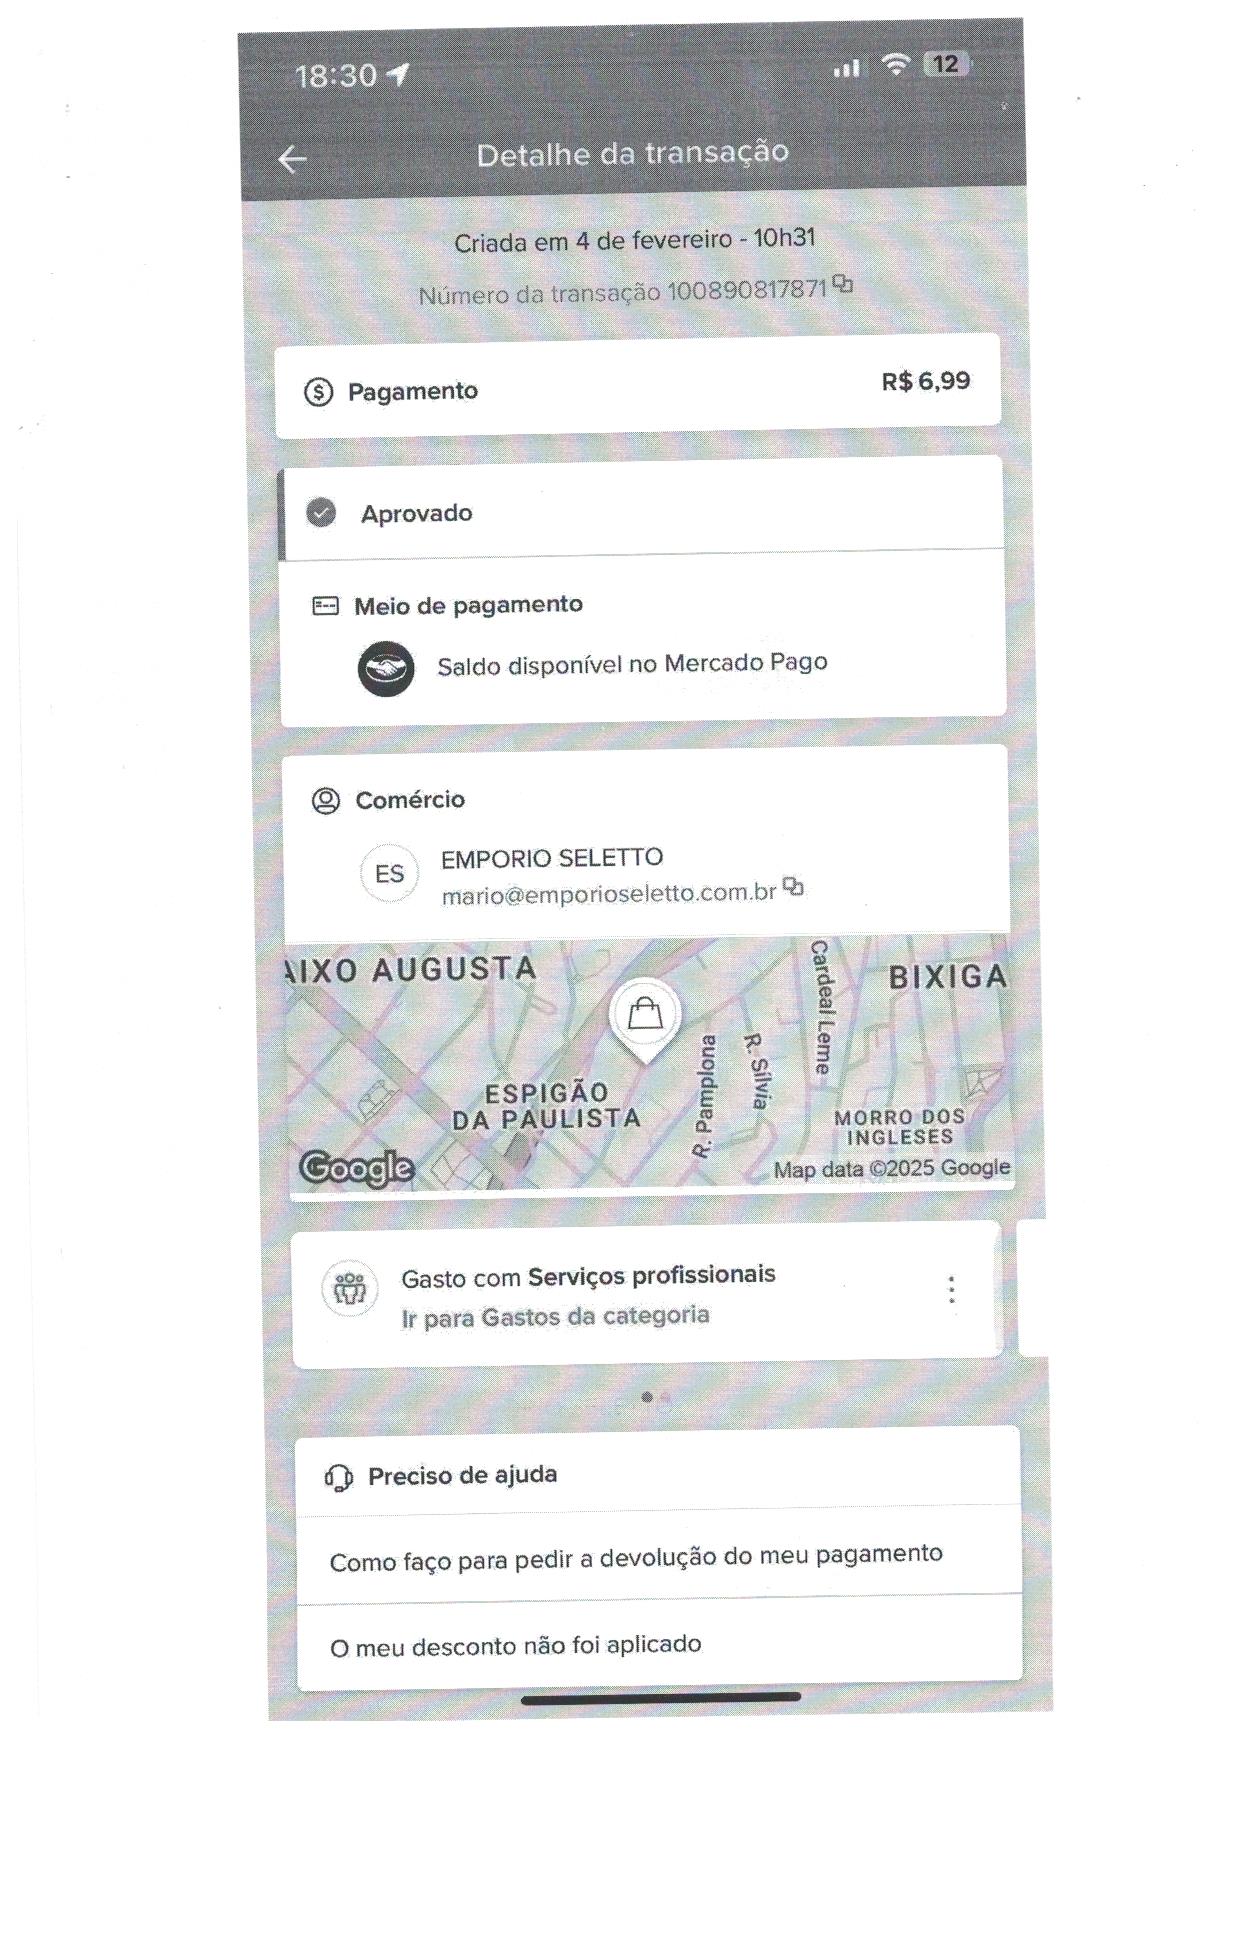 18:30
12
Detalhe da transação
Criada em 4 de fevereiro - 10h31
Número da transação 100890817871
Pagamento R$ 6,99
Aprovado
Meio de pagamento
Saldo disponível no Mercado Pago
Comércio
ES
EMPORIO SELETTO
mario@emporioseletto.com.br
AIXO AUGUSTA
Cardeal Leme
BIXIGA
R. Pamplona
R. Sílvia
ESPIGÃO
DA PAULISTA
MORRO DOS
INGLESES
Google
Map data ©2025 Google
Gasto com Serviços profissionais
Ir para Gastos da categoria
Preciso de ajuda
Como faço para pedir a devolução do meu pagamento
O meu desconto não foi aplicado